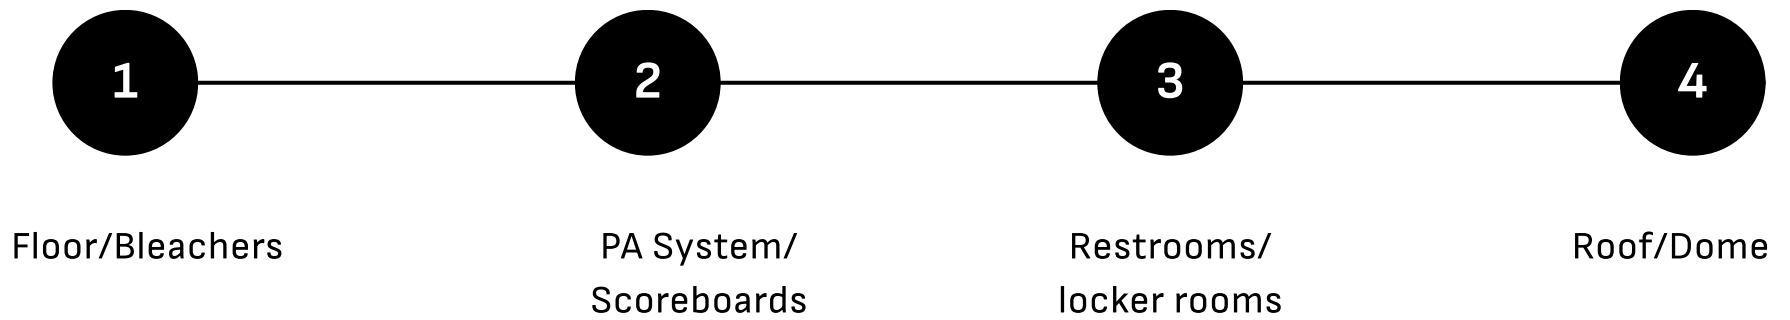 1
2
3
4
Floor/Bleachers
PA System/
Scoreboards
Restrooms/
locker rooms
Roof/Dome